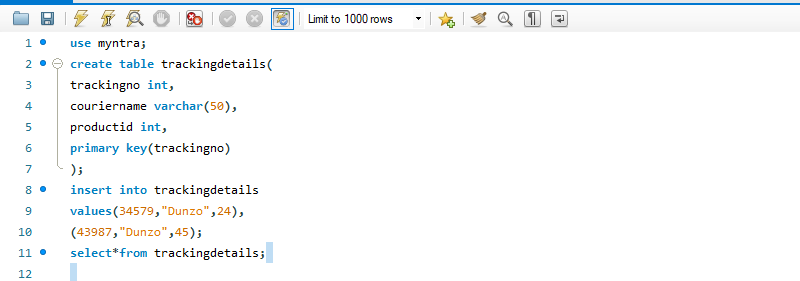 Limit to 1000 rows
1 use myntra;
2 create table trackingdetails(
3 trackingno int,
4 couriername varchar(50),
5 productid int,
6 primary key(trackingno)
7 );
8 insert into trackingdetails
9 values(34579,"Dunzo",24),
10 (43987,"Dunzo",45);
11 select*from trackingdetails;
12